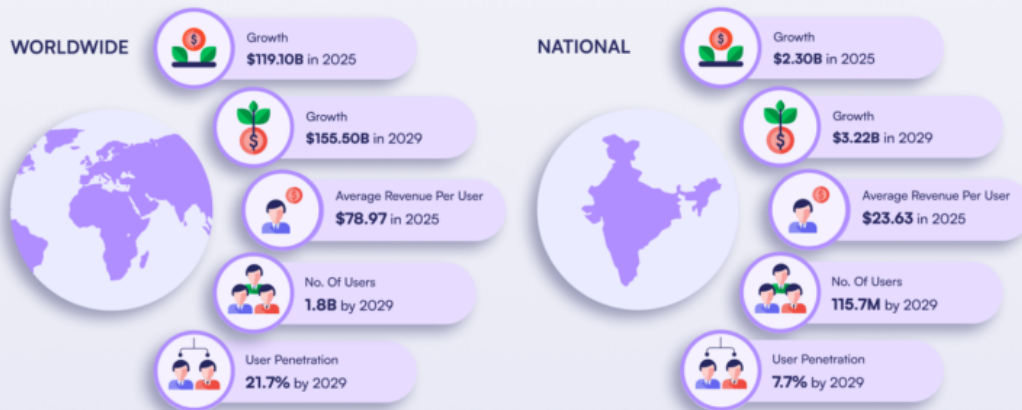 WORLDWIDE
Growth
$119.10B in 2025
Growth
$155.50B in 2029
Average Revenue Per User
$78.97 in 2025
No. Of Users
1.8B by 2029
User Penetration
21.7% by 2029
NATIONAL
Growth
$2.30B in 2025
Growth
$3.22B in 2029
Average Revenue Per User
$23.63 in 2025
No. Of Users
115.7M by 2029
User Penetration
7.7% by 2029